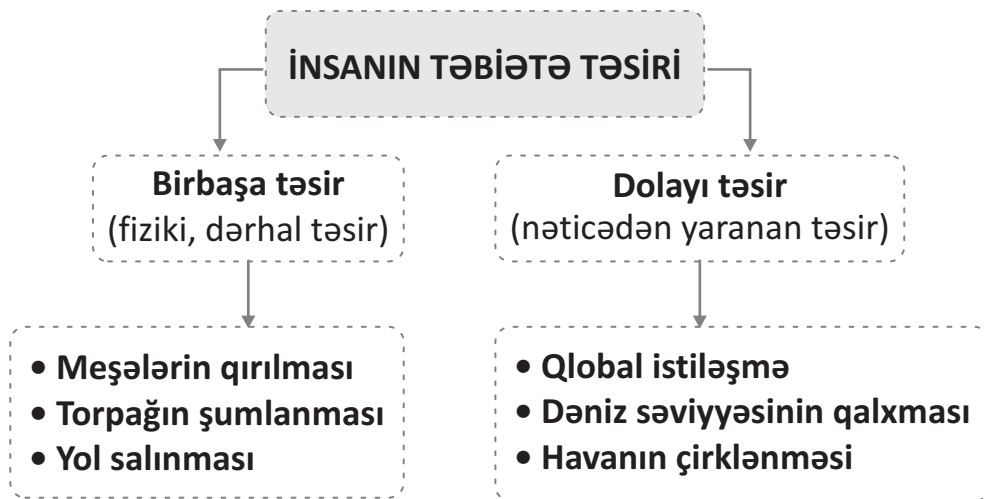 İNSANIN TƏBİƏTƏ TƏSİRİ
Birbaşa təsir
(fiziki, dərhal təsir)
Dolayı təsir
(nəticədən yaranan təsir)
• Meşələrin qırılması
• Torpağın şumlanması
• Yol salınması
• Qlobal istiləşmə
• Dəniz səviyyəsinin qalxması
• Havanın çirklənməsi